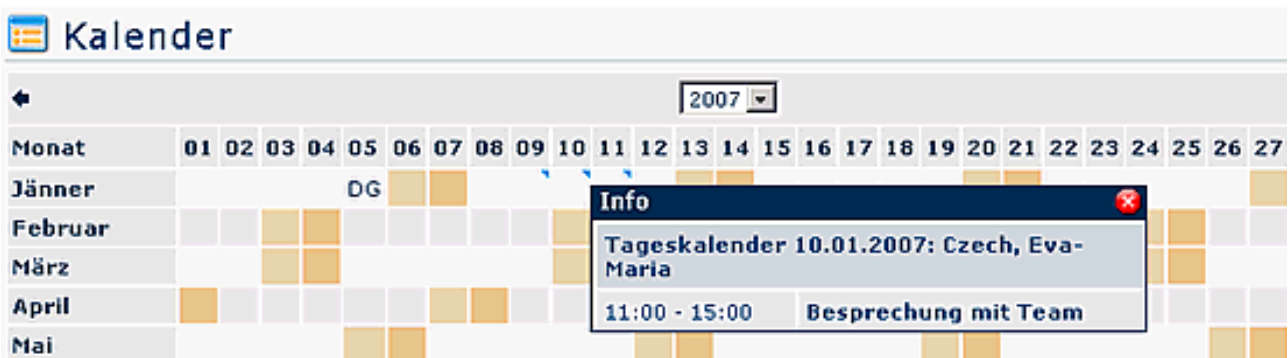 Kalender
2007
Monat 01 02 03 04 05 06 07 08 09 10 11 12 13 14 15 16 17 18 19 20 21 22 23 24 25 26 27
Jänner DG
Info
Februar
Tageskalender 10.01.2007: Czech, Eva-
Maria
März
April
11:00 - 15:00 Besprechung mit Team
Mai